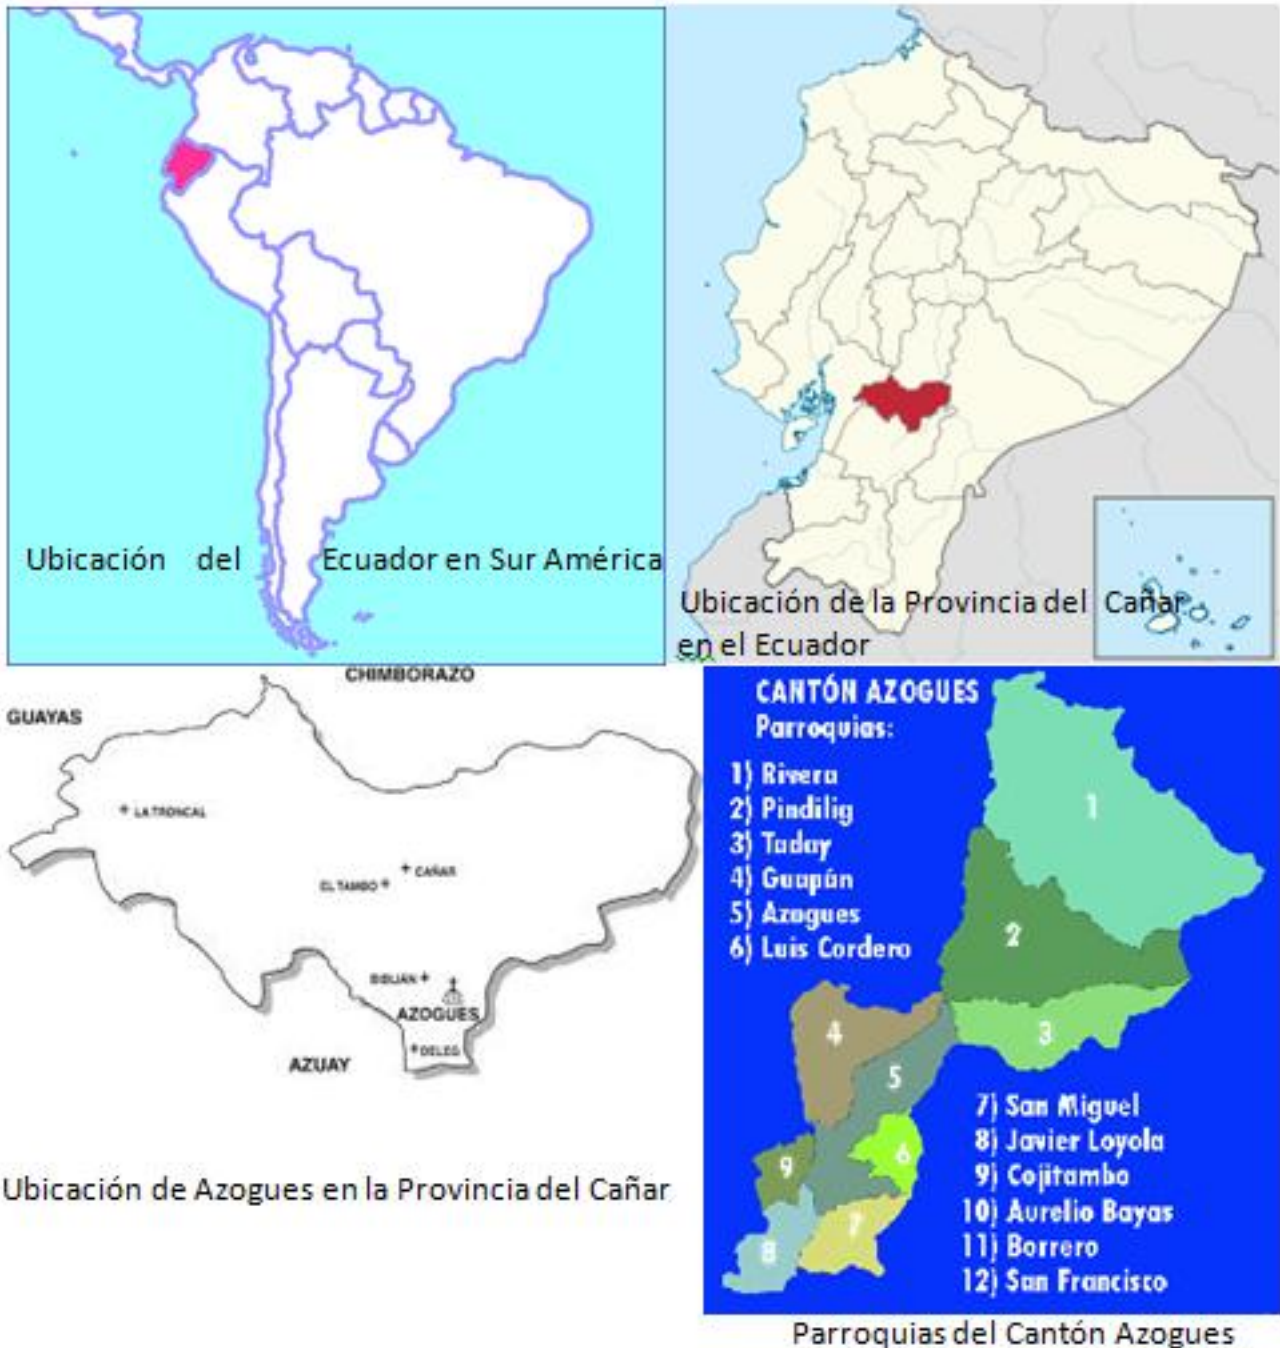 Ubicación del Ecuador en Sur América
Ubicación de la Provincia del Cañar
en el Ecuador
CHIMBORAZO
GUAYAS
LA TRONCAL
CAÑAR
EL TAMBO
BIBLIÁN
AZOGUES
DELEG
AZUAY
Ubicación de Azogues en la Provincia del Cañar
CANTÓN AZOGUES
Parroquias:
1) Rivera
2) Pindilig
3) Taday
4) Guapán
5) Azogues
6) Luis Cordero
1
2
3
4
5
6
7
8
9
7) San Miguel
8) Javier Loyola
9) Cojitambo
10) Aurelio Bayas
11) Borrero
12) San Francisco
Parroquias del Cantón Azogues